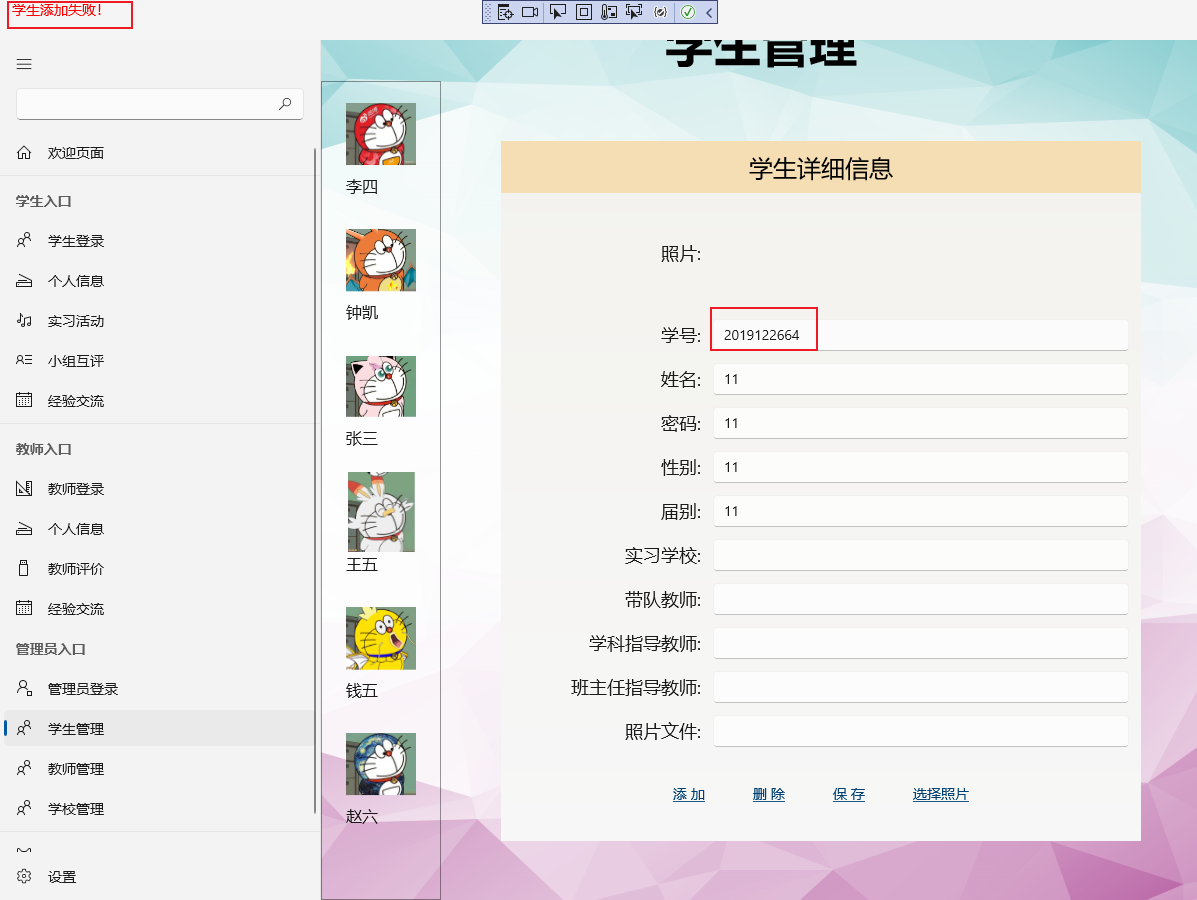 学生添加失败!
欢迎页面
学生入口
学生登录
个人信息
实习活动
小组互评
经验交流
教师入口
教师登录
个人信息
教师评价
经验交流
管理员入口
管理员登录
学生管理
教师管理
学校管理
设置
李四
钟凯
张三
王五
钱五
赵六
学生管理
学生详细信息
照片:
学号: 2019122664
姓名: 11
密码: 11
性别: 11
届别: 11
实习学校:
带队教师:
学科指导教师:
班主任指导教师:
照片文件:
添 加 删 除 保 存 选择照片